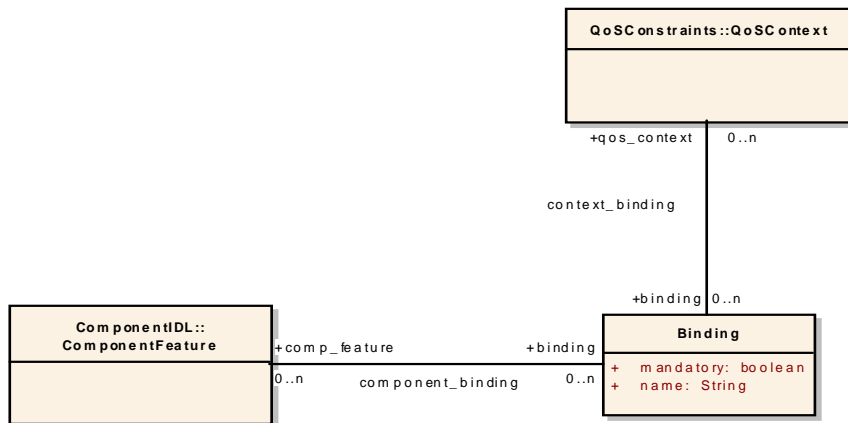 QoSConstraints::QoSContext
+qos_context 0..n
context_binding
+binding 0..n
ComponentIDL::
ComponentFeature
+comp_feature
0..n
component_binding
+binding
0..n
Binding
+ mandatory: boolean
+ name: String